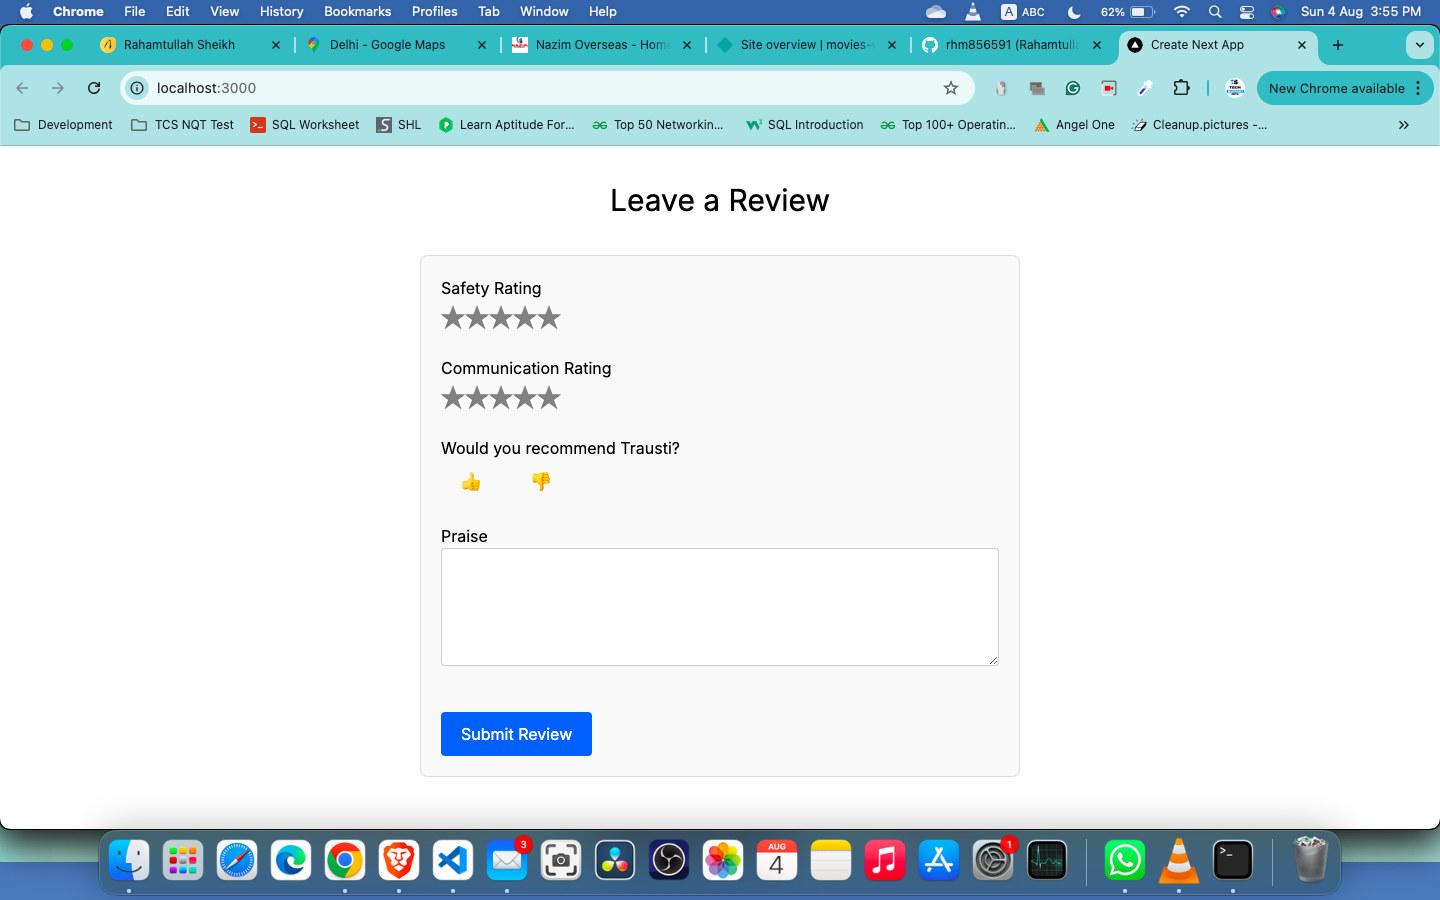 Chrome File Edit View History Bookmarks Profiles Tab Window Help A ABC 62% Sun 4 Aug 3:55 PM
Rahamtullah Sheikh Delhi - Google Maps Nazim Overseas - Hom Site overview | movies- rhm856591 (Rahamtulla Create Next App
localhost:3000 New Chrome available
Development TCS NQT Test SQL Worksheet SHL Learn Aptitude For... Top 50 Networkin... SQL Introduction Top 100+ Operatin... Angel One Cleanup.pictures -...
Leave a Review
Safety Rating
Communication Rating
Would you recommend Trausti?
Praise
Submit Review
3 AUG 4 1